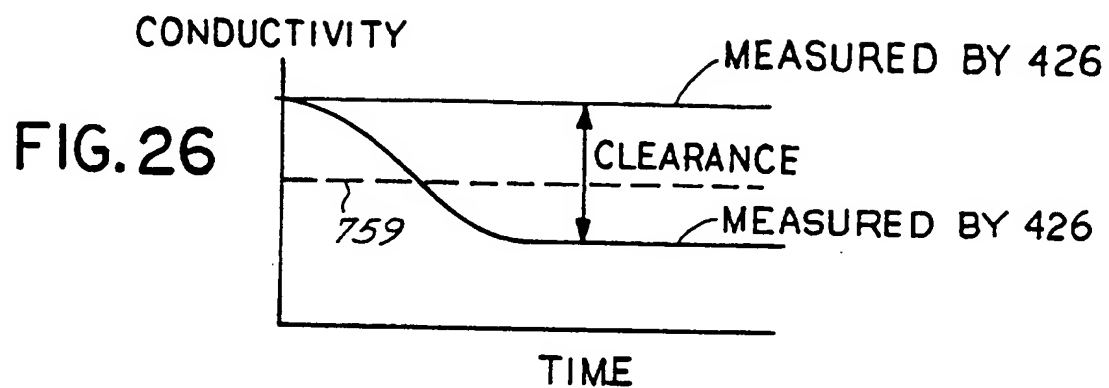 CONDUCTIVITY
MEASURED BY 426
FIG. 26
CLEARANCE
759
MEASURED BY 426
TIME